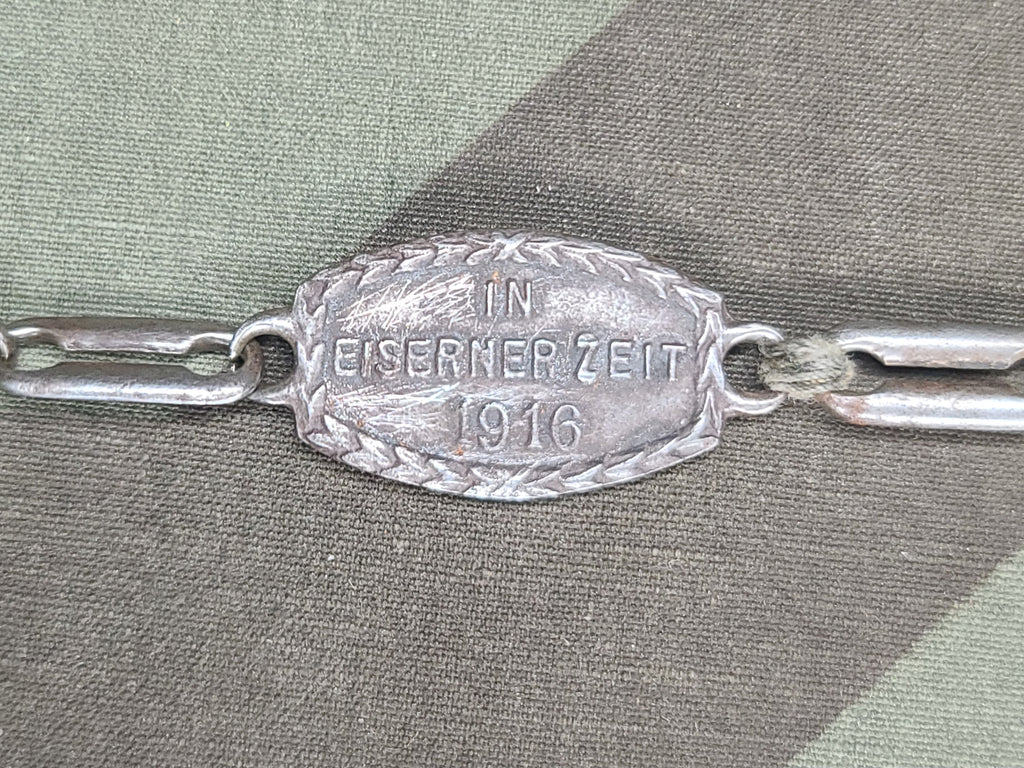 IN
EISERNER ZEIT
1916